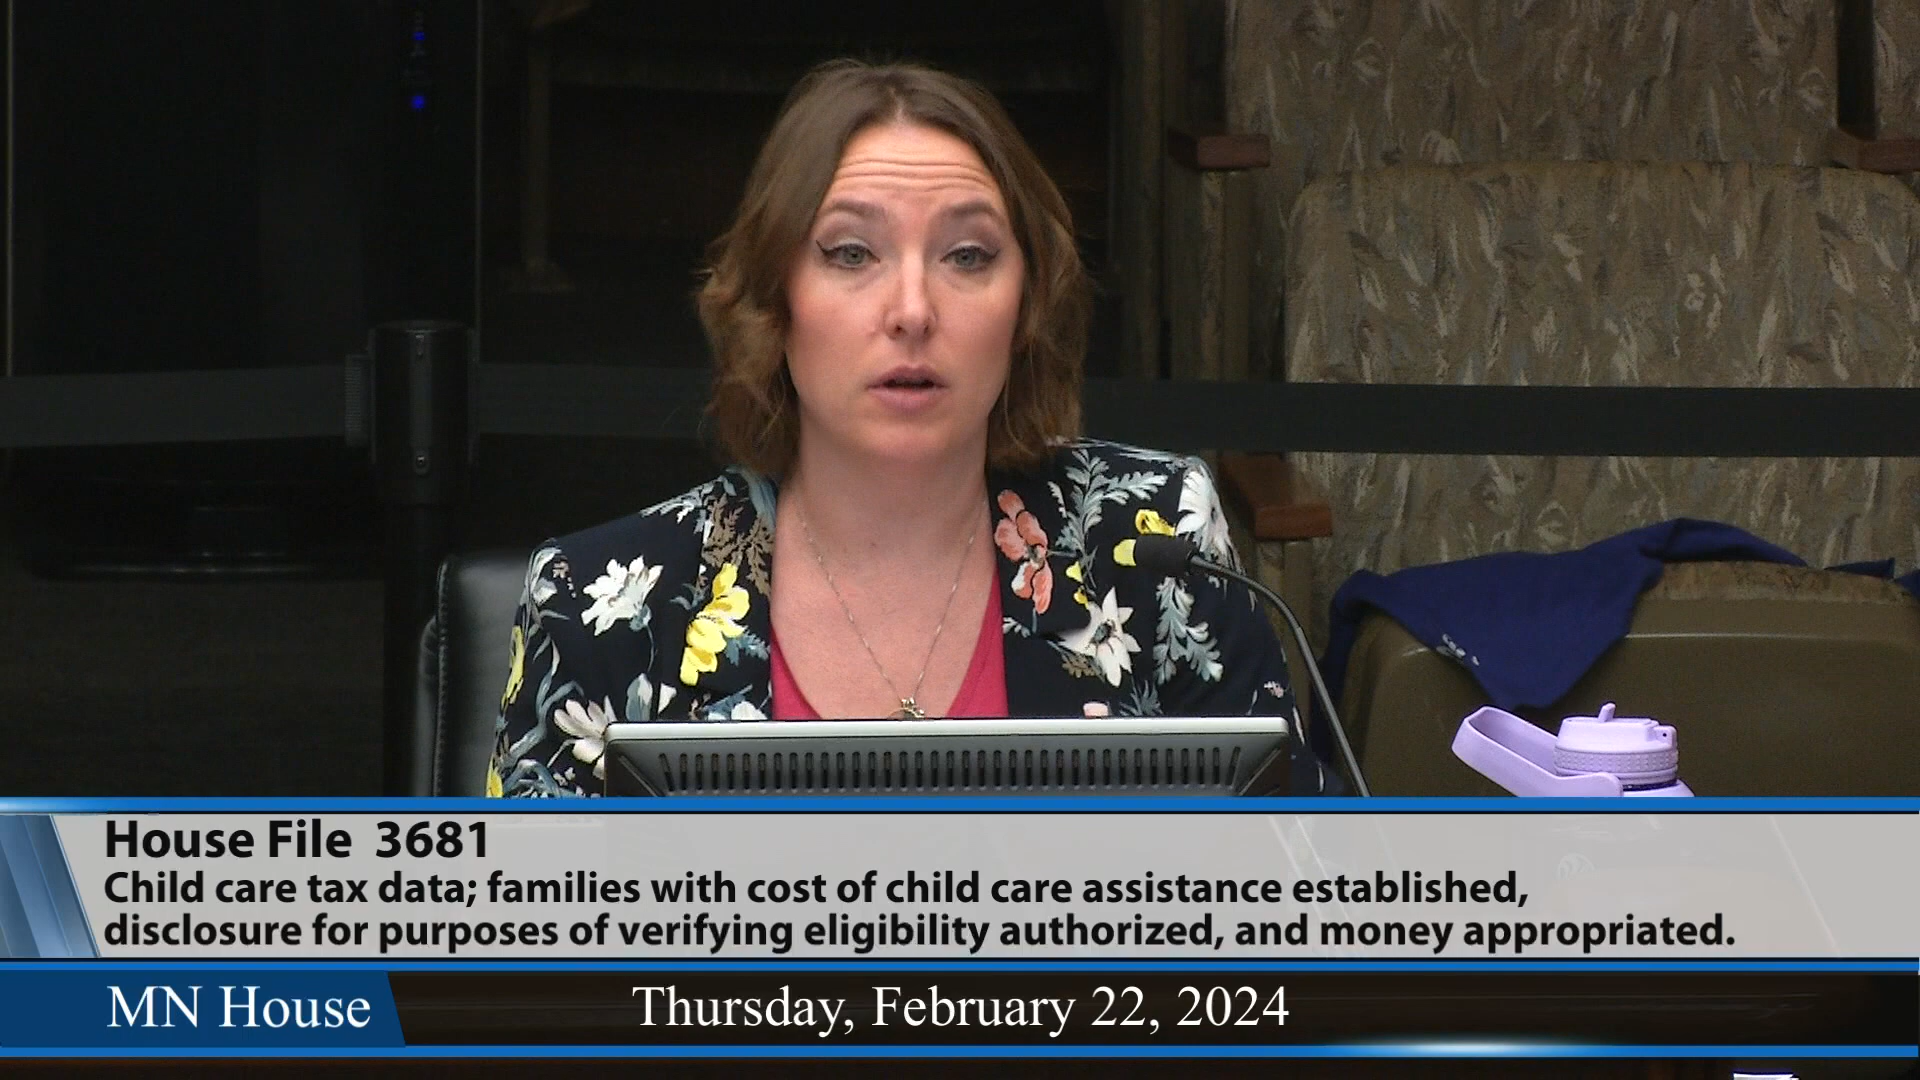 House File 3681
Child care tax data; families with cost of child care assistance established,
disclosure for purposes of verifying eligibility authorized, and money appropriated.
MN House
Thursday, February 22, 2024